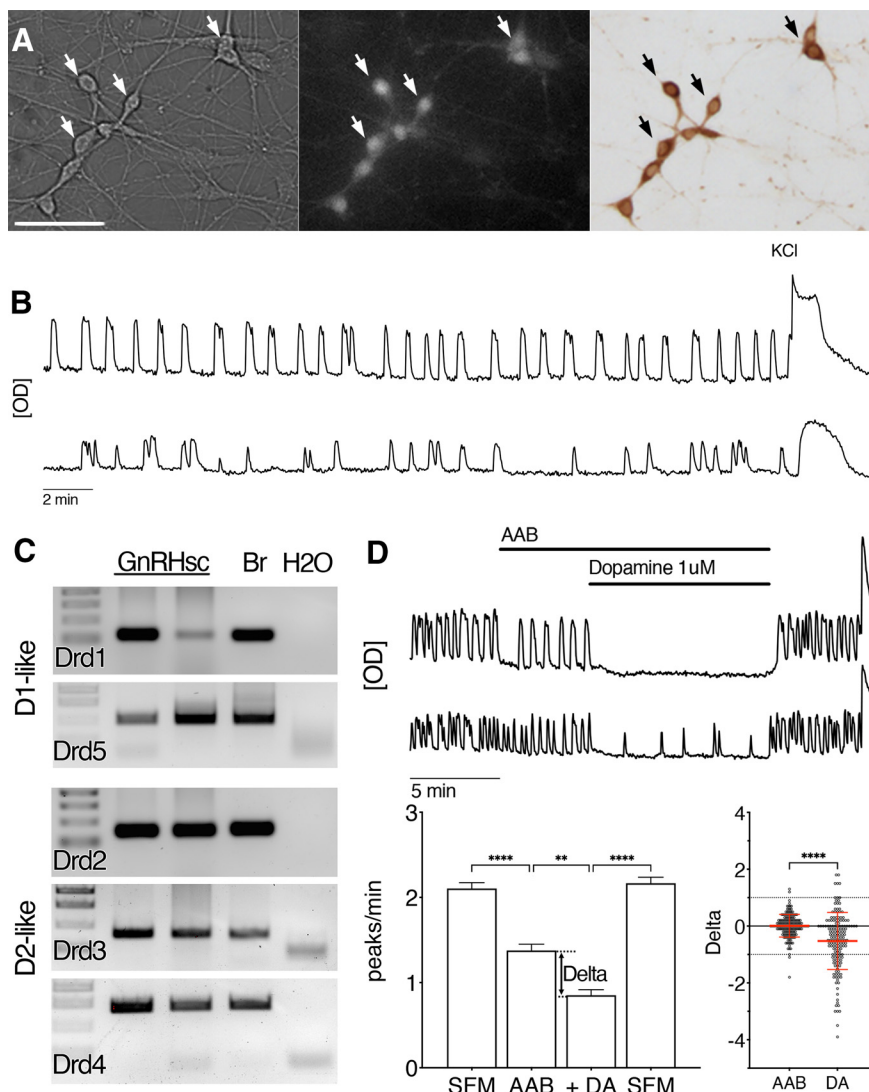 A
B
KCl
[OD]
2 min
C
GnRHsc Br H2O
D1-like
Drd1
Drd5
D2-like
Drd2
Drd3
Drd4
D
AAB
Dopamine 1uM
[OD]
5 min
3
2
1
0
peaks/min
**** ** ****
Delta
SFM AAB + DA SFM
4
2
0
-2
-4
Delta
****
AAB DA